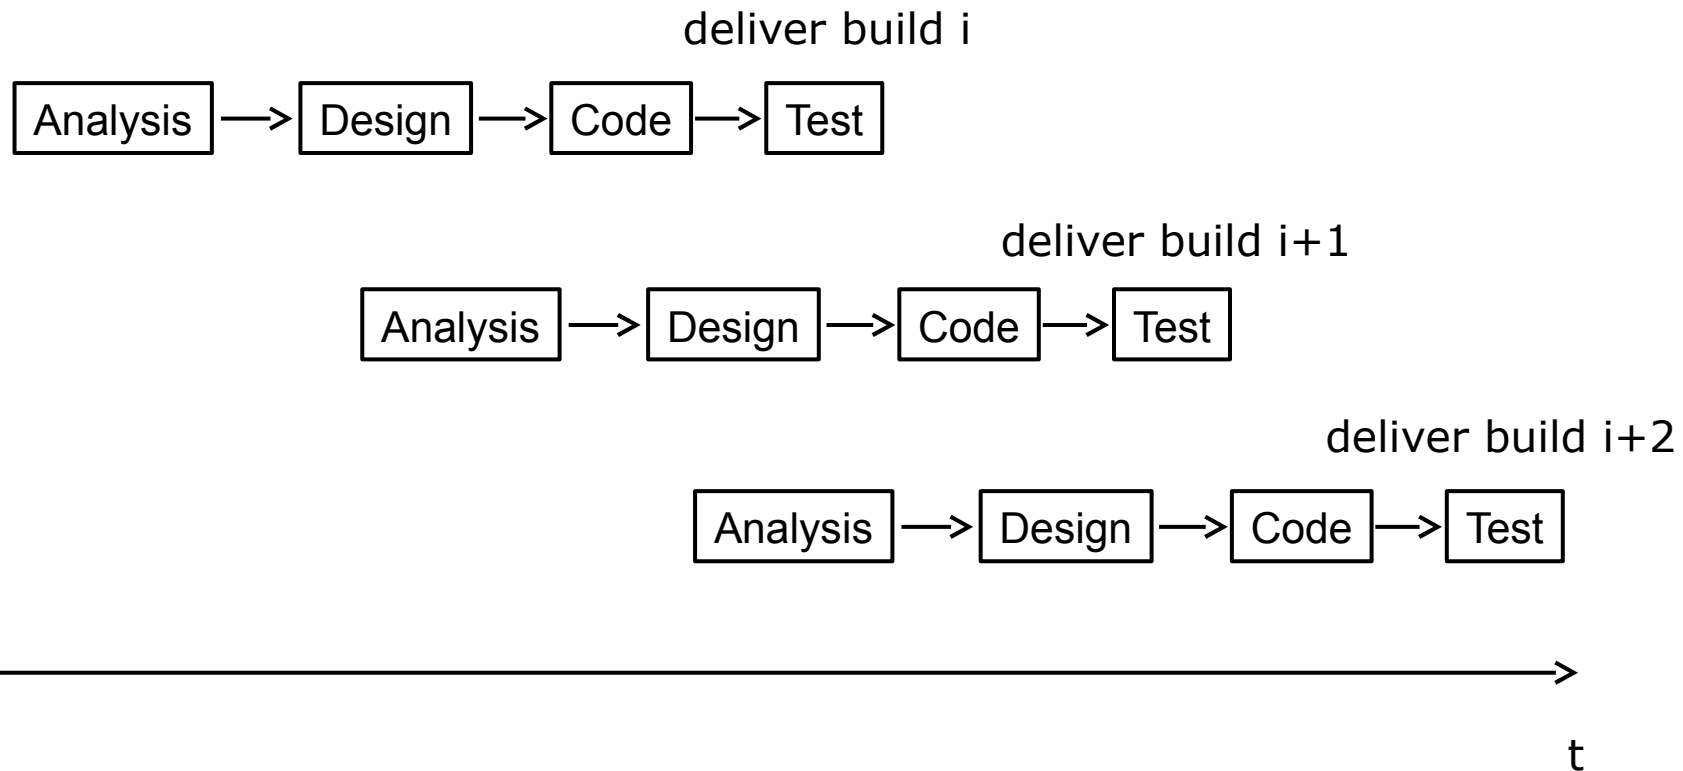 deliver build i
Analysis Design Code Test
deliver build i+1
Analysis Design Code Test
deliver build i+2
Analysis Design Code Test
t